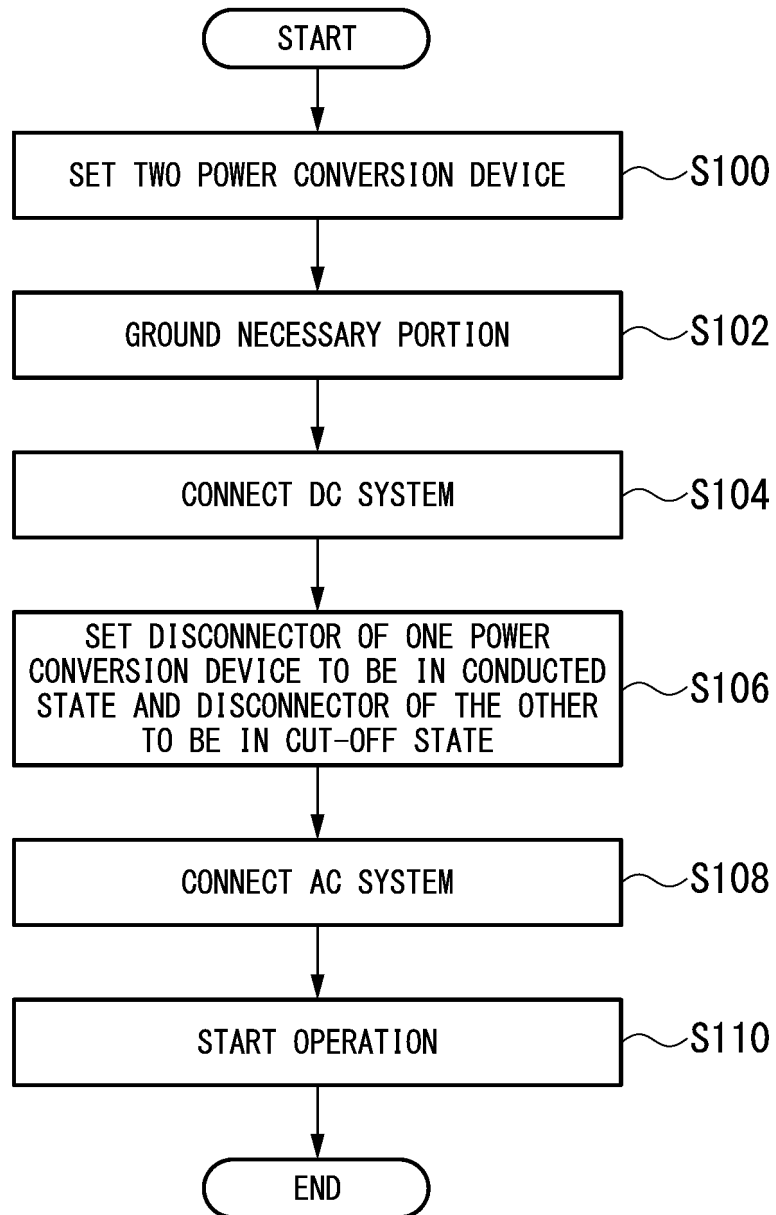 START
SET TWO POWER CONVERSION DEVICE
S100
GROUND NECESSARY PORTION
S102
CONNECT DC SYSTEM
S104
SET DISCONNECTOR OF ONE POWER
CONVERSION DEVICE TO BE IN CONDUCTED
STATE AND DISCONNECTOR OF THE OTHER
TO BE IN CUT-OFF STATE
S106
CONNECT AC SYSTEM
S108
START OPERATION
S110
END